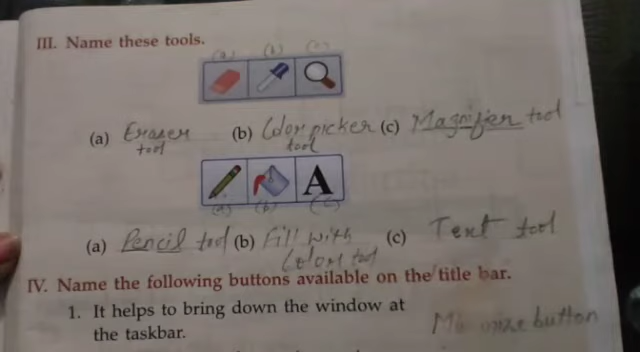 III. Name these tools.
(a) (b) (c)
(a) Eraser tool (b) Color picker tool (c) Magnifier tool
A
(a) (b) (c)
(a) Pencil tool (b) Fill with Color tool (c) Text tool
IV. Name the following buttons available on the title bar.
1. It helps to bring down the window at
the taskbar. button